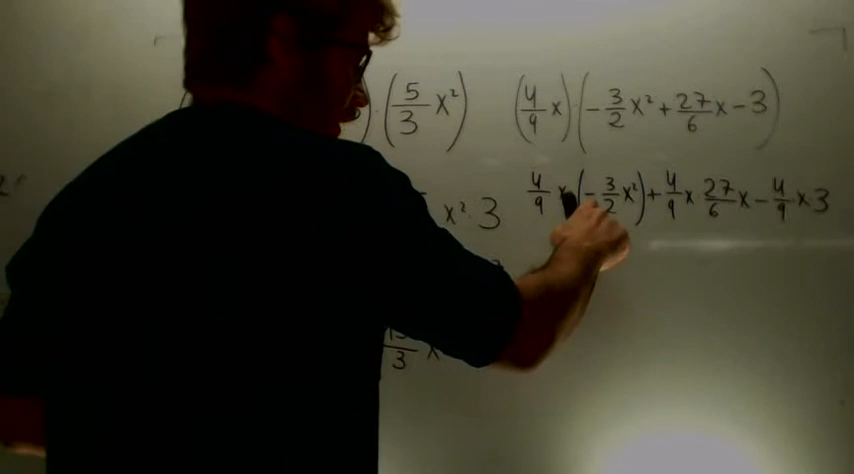 ) · (5/3 x²)
(4/9 x) · (-3/2 x² + 27/6 x - 3)
x² · 3
4/9 x (-3/2 x²) + 4/9 x 27/6 x - 4/9 x · 3
/3 x